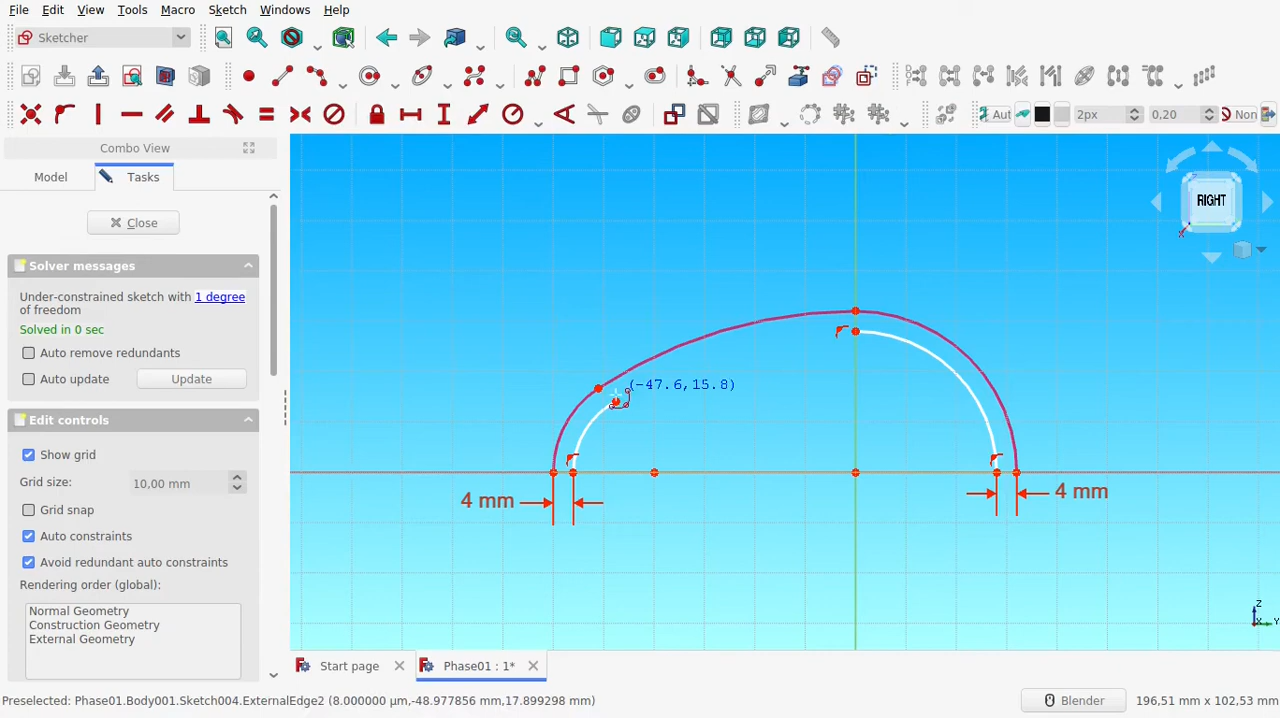 File Edit View Tools Macro Sketch Windows Help
Sketcher
Aut 2px 0,20 Non
Combo View
Model Tasks
Close
RIGHT
Z
X
Solver messages
Under-constrained sketch with 1 degree
of freedom
Solved in 0 sec
Auto remove redundants
Auto update Update
(-47.6,15.8)
Edit controls
Show grid
Grid size: 10,00 mm
4 mm 4 mm
Grid snap
Auto constraints
Avoid redundant auto constraints
Rendering order (global):
Normal Geometry
Construction Geometry
External Geometry
Z
X Y
Start page Phase01 : 1*
Preselected: Phase01.Body001.Sketch004.ExternalEdge2 (8.000000 µm,-48.977856 mm,17.899298 mm) Blender 196,51 mm x 102,53 mm